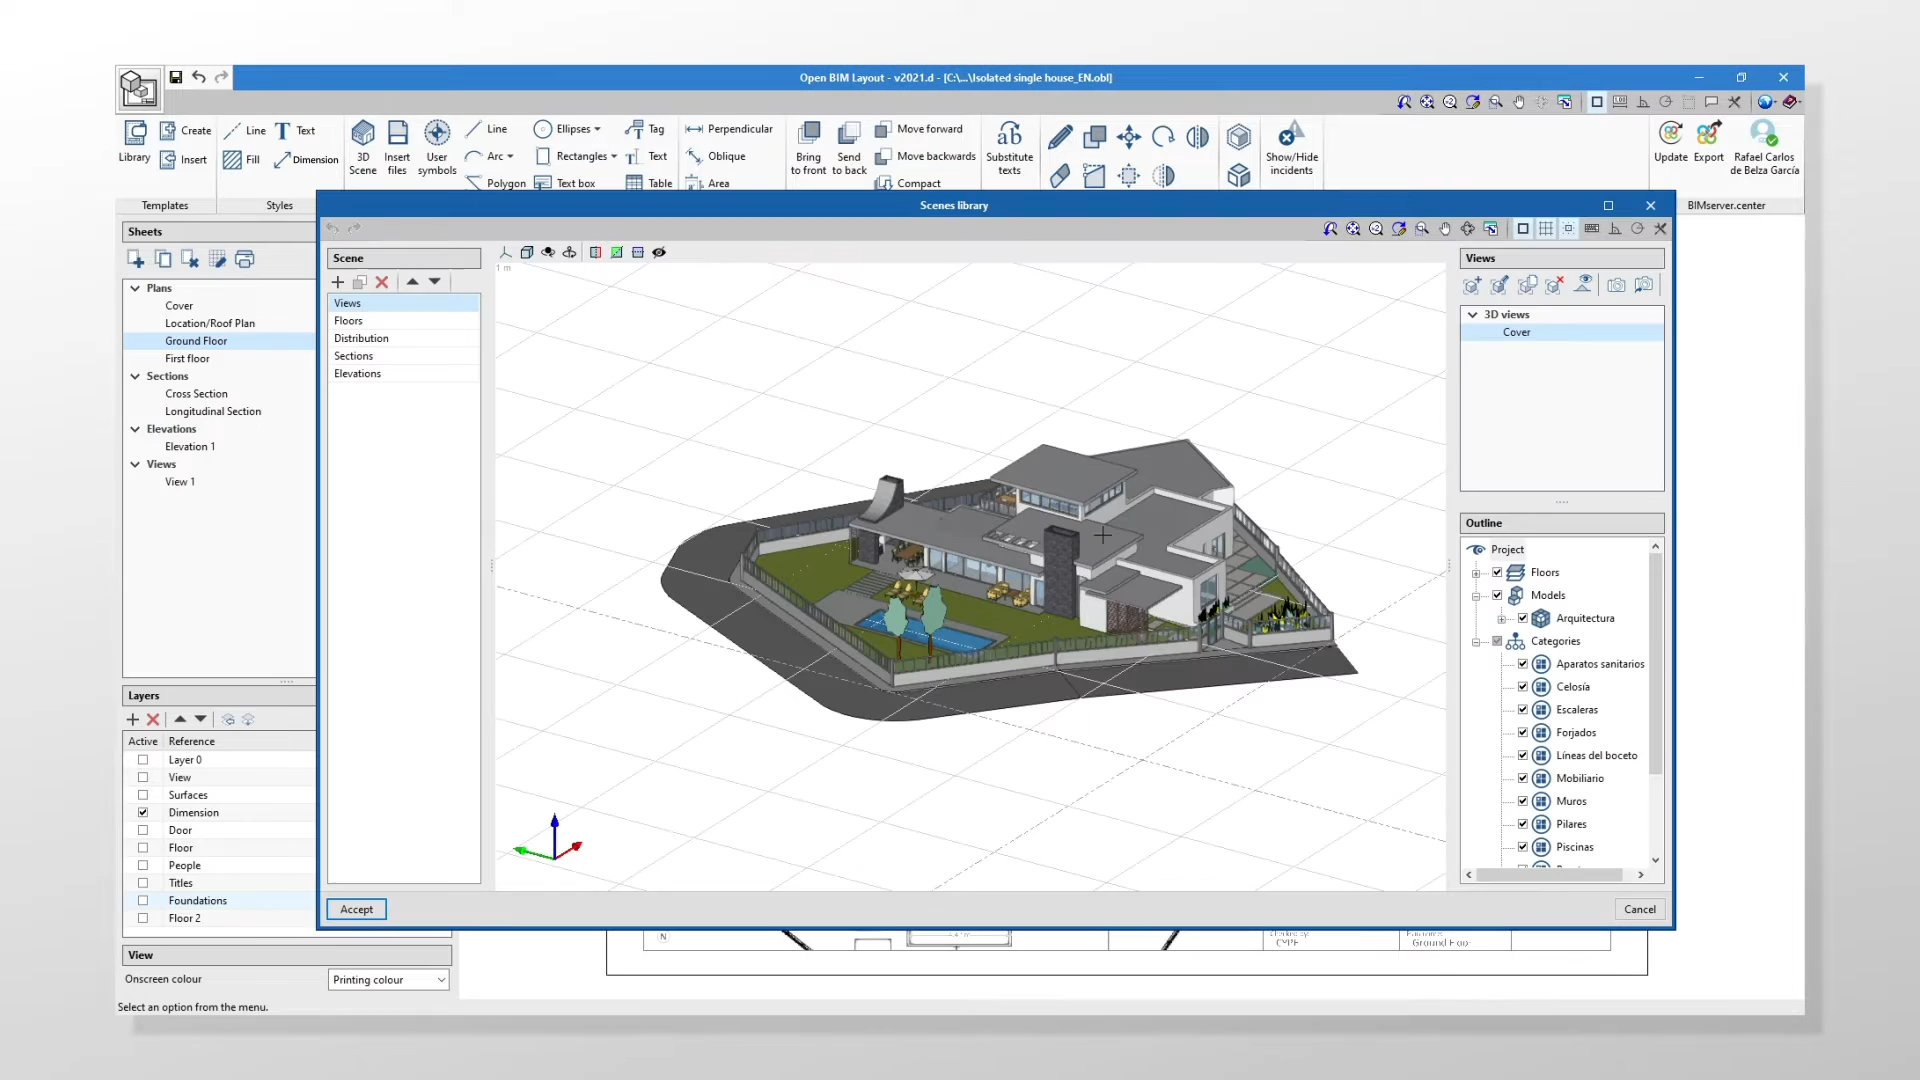 Open BIM Layout - v2021.d - [C:\...\Isolated single house_EN.obl]
Library
Create
Insert
Line
Text
Fill
Dimension
3D Scene
Insert files
User symbols
Line
Arc
Polygon
Ellipses
Rectangles
Text box
Tag
Text
Table
Perpendicular
Oblique
Area
Bring to front
Send to back
Move forward
Move backwards
Compact
Substitute texts
Show/Hide incidents
Update
Export
Rafael Carlos de Belza García
Templates
Styles
BIMserver.center
Scenes library
Sheets
Plans
Cover
Location/Roof Plan
Ground Floor
First floor
Sections
Cross Section
Longitudinal Section
Elevations
Elevation 1
Views
View 1
Layers
Active Reference
Layer 0
View
Surfaces
Dimension
Door
Floor
People
Titles
Foundations
Floor 2
View
Onscreen colour
Printing colour
Select an option from the menu.
Scene
Views
Floors
Distribution
Sections
Elevations
1 m
Views
3D views
Cover
Outline
Project
Floors
Models
Arquitectura
Categories
Aparatos sanitarios
Celosía
Escaleras
Forjados
Líneas del boceto
Mobiliario
Muros
Pilares
Piscinas
Accept
Cancel
N
CYPE
Ground Floor